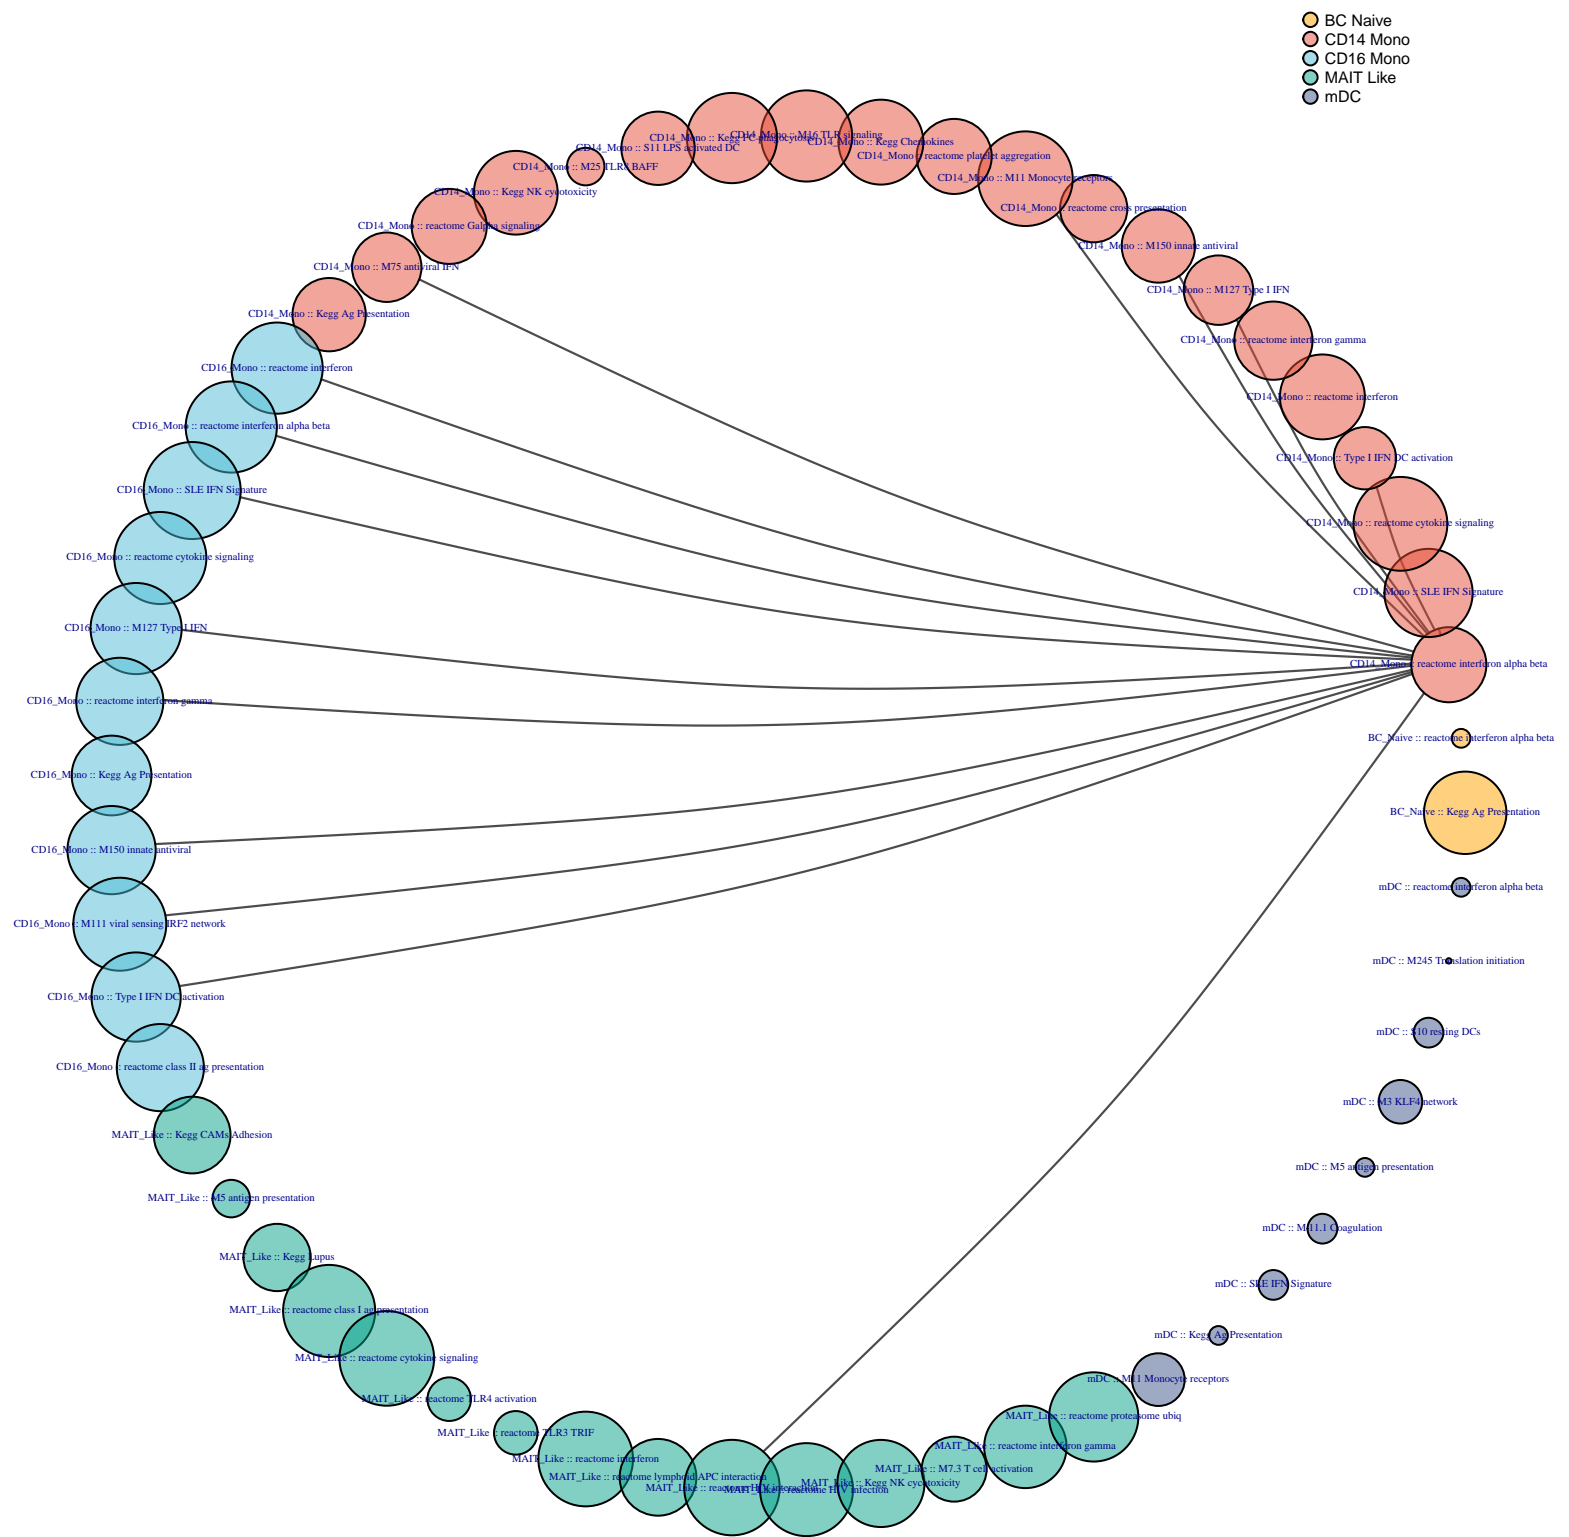 BC Naive
CD14 Mono
CD16 Mono
MAIT Like
mDC
CD14_Mono :: M16 TLR signaling
CD14_Mono :: Kegg FC phagocytosis
CD14_Mono :: Kegg Chemokines
CD14_Mono :: S11 LPS activated DC
CD14_Mono :: reactome platelet aggregation
CD14_Mono :: M25 TLR8 BAFF
CD14_Mono :: M11 Monocyte receptors
CD14_Mono :: Kegg NK cycotoxicity
CD14_Mono :: reactome cross presentation
CD14_Mono :: reactome Galpha signaling
CD14_Mono :: M150 innate antiviral
CD14_Mono :: M75 antiviral IFN
CD14_Mono :: M127 Type I IFN
CD14_Mono :: Kegg Ag Presentation
CD14_Mono :: reactome interferon gamma
CD16_Mono :: reactome interferon
CD14_Mono :: reactome interferon
CD16_Mono :: reactome interferon alpha beta
CD14_Mono :: Type I IFN DC activation
CD16_Mono :: SLE IFN Signature
CD14_Mono :: reactome cytokine signaling
CD16_Mono :: reactome cytokine signaling
CD14_Mono :: SLE IFN Signature
CD16_Mono :: M127 Type I IFN
CD14_Mono :: reactome interferon alpha beta
CD16_Mono :: reactome interferon gamma
BC_Naive :: reactome interferon alpha beta
CD16_Mono :: Kegg Ag Presentation
BC_Naive :: Kegg Ag Presentation
CD16_Mono :: M150 innate antiviral
mDC :: reactome interferon alpha beta
CD16_Mono :: M111 viral sensing IRF2 network
mDC :: M245 Translation initiation
CD16_Mono :: Type I IFN DC activation
mDC :: S10 resting DCs
CD16_Mono :: reactome class II ag presentation
mDC :: M3 KLF4 network
MAIT_Like :: Kegg CAMs Adhesion
mDC :: M5 antigen presentation
MAIT_Like :: M5 antigen presentation
mDC :: M-11.1 Coagulation
MAIT_Like :: Kegg Lupus
mDC :: SLE IFN Signature
MAIT_Like :: reactome class I ag presentation
mDC :: Kegg Ag Presentation
MAIT_Like :: reactome cytokine signaling
mDC :: M11 Monocyte receptors
MAIT_Like :: reactome TLR4 activation
MAIT_Like :: reactome proteasome ubiq
MAIT_Like :: reactome TLR3 TRIF
MAIT_Like :: reactome interferon gamma
MAIT_Like :: reactome interferon
MAIT_Like :: M7.3 T cell activation
MAIT_Like :: reactome lymphoid APC interaction
MAIT_Like :: Kegg NK cycotoxicity
MAIT_Like :: reactome HIV interaction
MAIT_Like :: reactome HIV infection